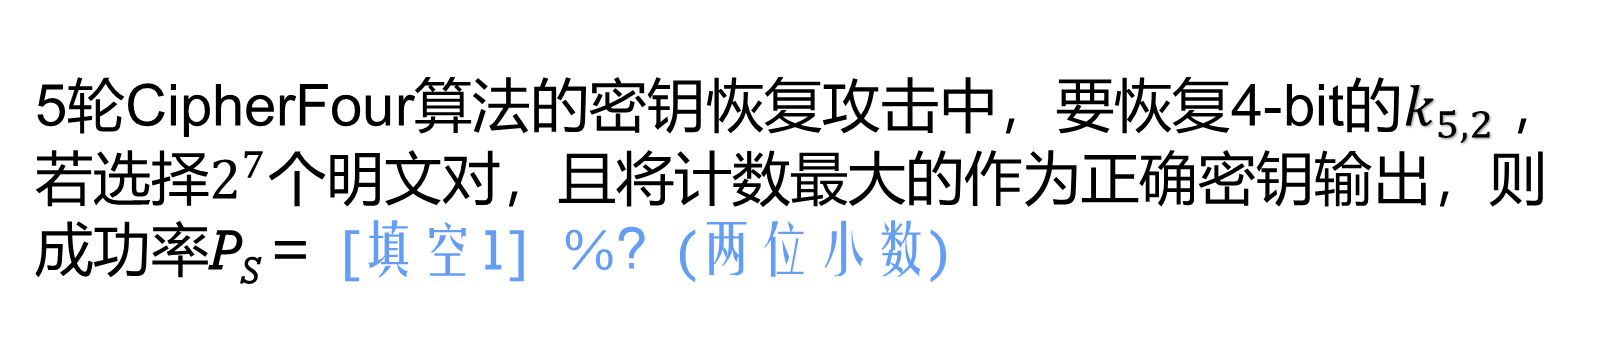 5轮CipherFour算法的密钥恢复攻击中，要恢复4-bit的k₅,₂，
若选择2⁷个明文对，且将计数最大的作为正确密钥输出，则
成功率Pₛ = [填空1] %? (两位小数)